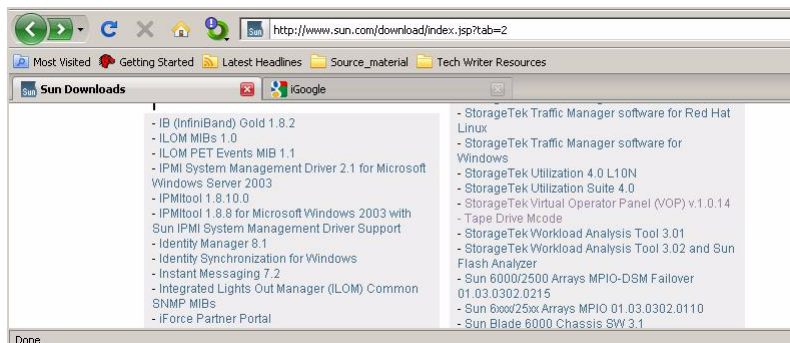 Sun
http://www.sun.com/download/index.jsp?tab=2
Most Visited
Getting Started
Latest Headlines
Source_material
Tech Writer Resources
Sun Downloads
iGoogle
- IB (InfiniBand) Gold 1.8.2
- ILOM MIBs 1.0
- ILOM PET Events MIB 1.1
- IPMI System Management Driver 2.1 for Microsoft
Windows Server 2003
- IPMItool 1.8.10.0
- IPMItool 1.8.8 for Microsoft Windows 2003 with
Sun IPMI System Management Driver Support
- Identity Manager 8.1
- Identity Synchronization for Windows
- Instant Messaging 7.2
- Integrated Lights Out Manager (ILOM) Common
SNMP MIBs
- iForce Partner Portal
- StorageTek Traffic Manager software for Red Hat
Linux
- StorageTek Traffic Manager software for
Windows
- StorageTek Utilization 4.0 L10N
- StorageTek Utilization Suite 4.0
- StorageTek Virtual Operator Panel (VOP) v.1.0.14
- Tape Drive Mcode
- StorageTek Workload Analysis Tool 3.01
- StorageTek Workload Analysis Tool 3.02 and Sun
Flash Analyzer
- Sun 6000/2500 Arrays MPIO-DSM Failover
01.03.0302.0215
- Sun 6xxx/25xx Arrays MPIO 01.03.0302.0110
- Sun Blade 6000 Chassis SW 3.1
Done